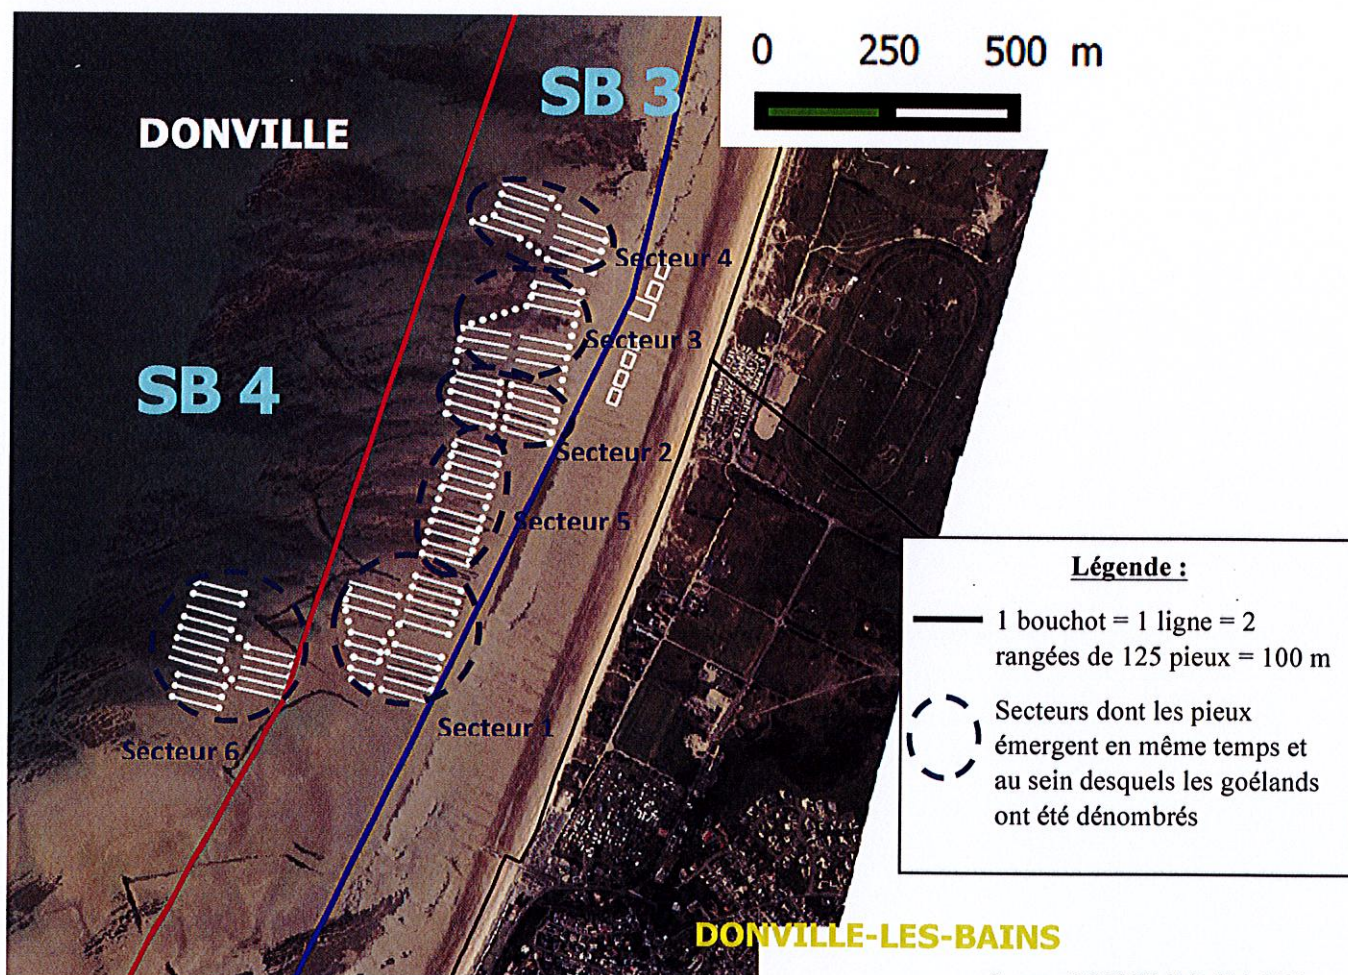 0 250 500 m
SB 3
DONVILLE
Secteur 4
Secteur 3
SB 4
Secteur 2
Secteur 5
Secteur 1
Secteur 6
Légende :
1 bouchot = 1 ligne = 2
rangées de 125 pieux = 100 m
Secteurs dont les pieux
émergent en même temps et
au sein desquels les goélands
ont été dénombrés
DONVILLE-LES-BAINS